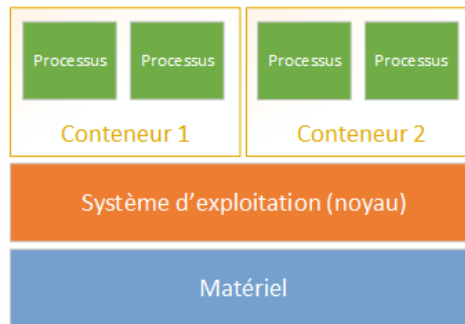 Processus Processus Processus Processus
Conteneur 1 Conteneur 2
Système d'exploitation (noyau)
Matériel